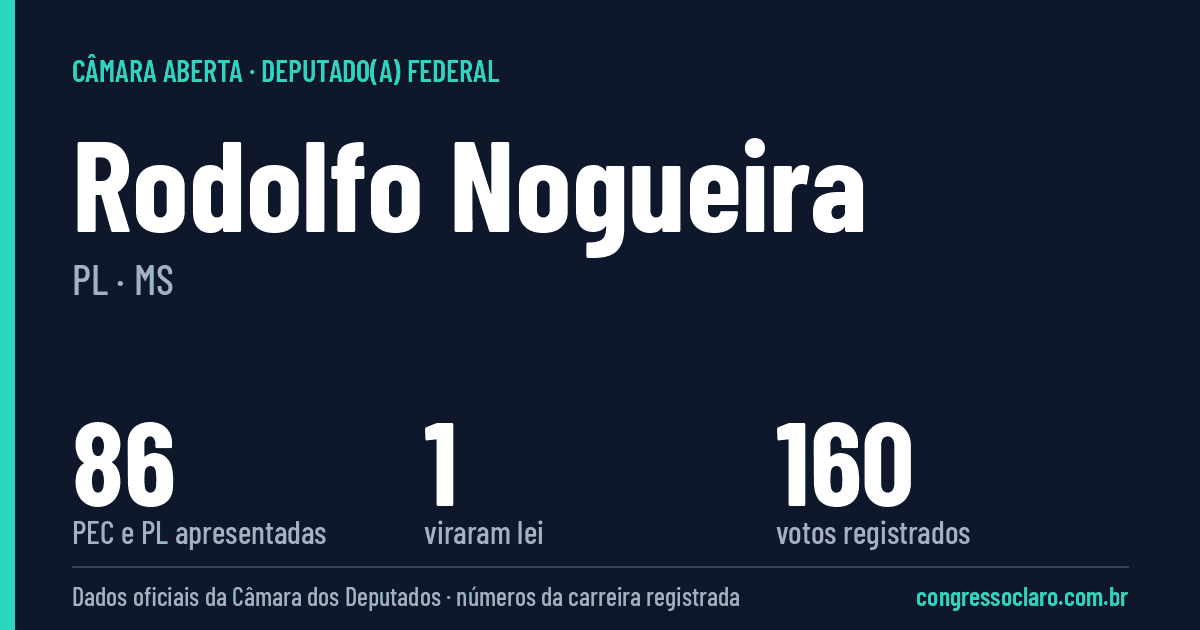 CÂMARA ABERTA · DEPUTADO(A) FEDERAL
Rodolfo Nogueira
PL · MS
86
PEC e PL apresentadas
1
viraram lei
160
votos registrados
Dados oficiais da Câmara dos Deputados · números da carreira registrada
congressoclaro.com.br